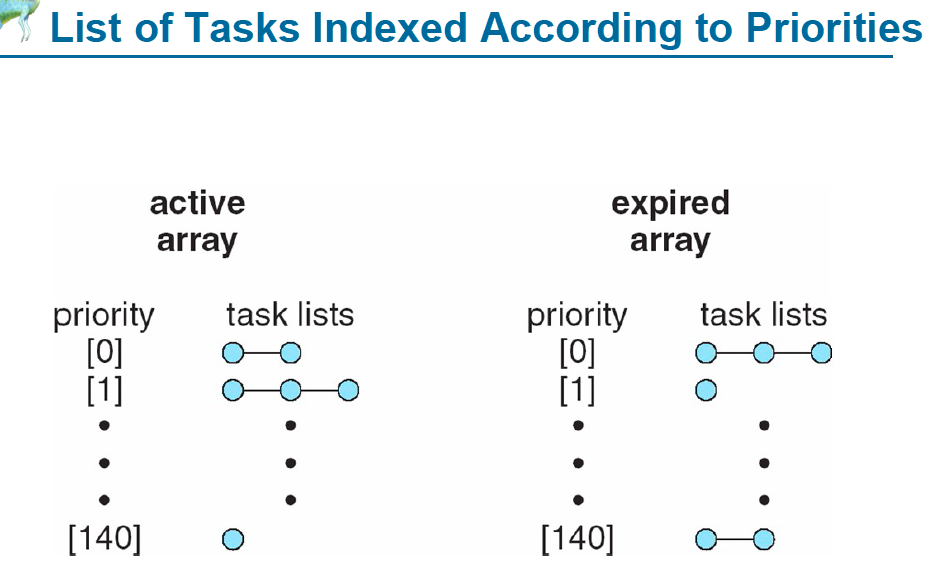 List of Tasks Indexed According to Priorities
active
array
priority task lists
[0]
[1]
[140]
expired
array
priority task lists
[0]
[1]
[140]